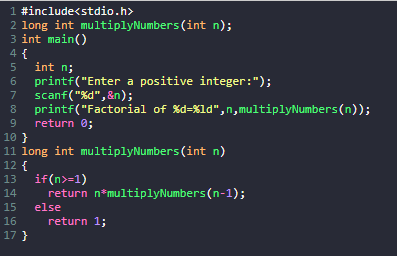 1 #include<stdio.h>
2 long int multiplyNumbers(int n);
3 int main()
4 {
5   int n;
6   printf("Enter a positive integer:");
7   scanf("%d",&n);
8   printf("Factorial of %d=%ld",n,multiplyNumbers(n));
9   return 0;
10 }
11 long int multiplyNumbers(int n)
12 {
13   if(n>=1)
14     return n*multiplyNumbers(n-1);
15   else
16     return 1;
17 }